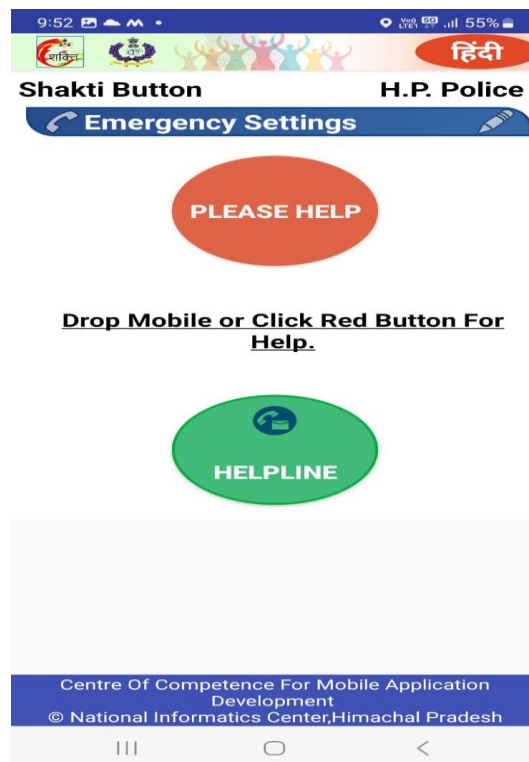 9:52
55%
शक्ति
हिंदी
Shakti Button H.P. Police
Emergency Settings
PLEASE HELP
Drop Mobile or Click Red Button For
Help.
HELPLINE
Centre Of Competence For Mobile Application
Development
© National Informatics Center,Himachal Pradesh